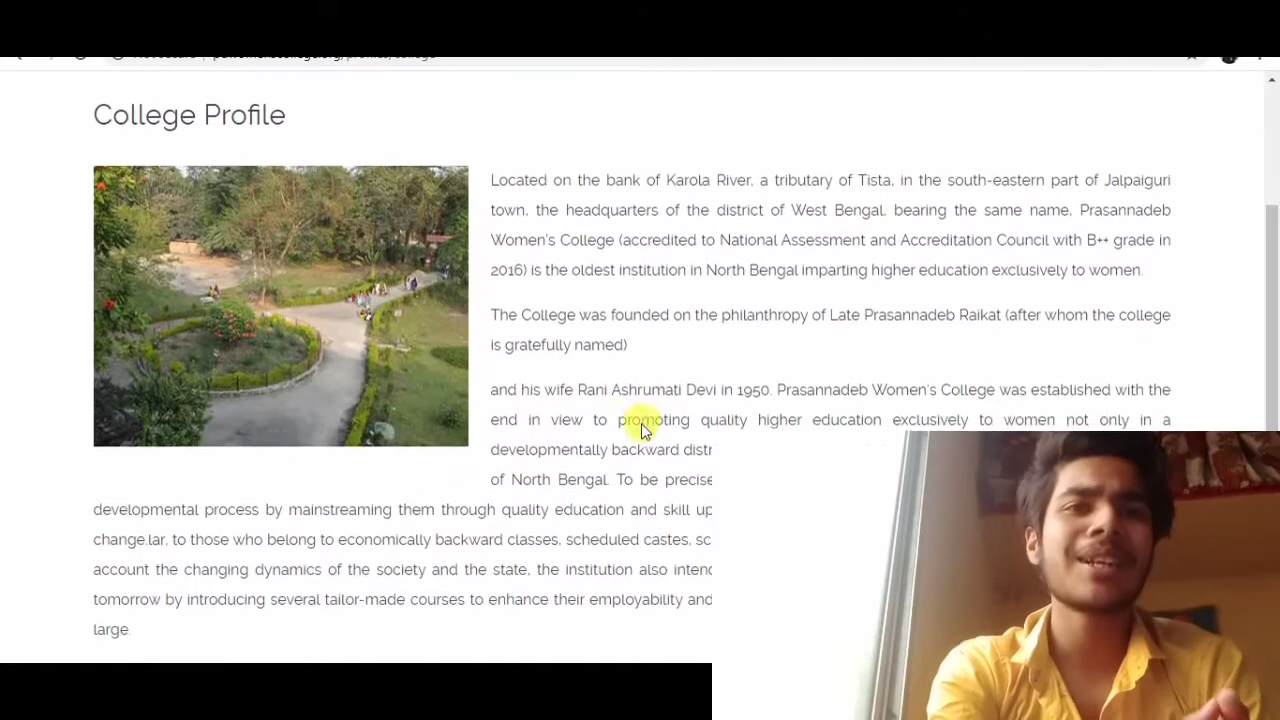 College Profile
Located on the bank of Karola River, a tributary of Tista, in the south-eastern part of Jalpaiguri
town, the headquarters of the district of West Bengal, bearing the same name, Prasannadeb
Women's College (accredited to National Assessment and Accreditation Council with B++ grade in
2016) is the oldest institution in North Bengal imparting higher education exclusively to women.
The College was founded on the philanthropy of Late Prasannadeb Raikat (after whom the college
is gratefully named)
and his wife Rani Ashrumati Devi in 1950. Prasannadeb Women's College was established with the
end in view to promoting quality higher education exclusively to women not only in a
developmentally backward distr
of North Bengal. To be precise
developmental process by mainstreaming them through quality education and skill up
change.lar, to those who belong to economically backward classes, scheduled castes, sc
account the changing dynamics of the society and the state, the institution also intend
tomorrow by introducing several tailor-made courses to enhance their employability and
large.